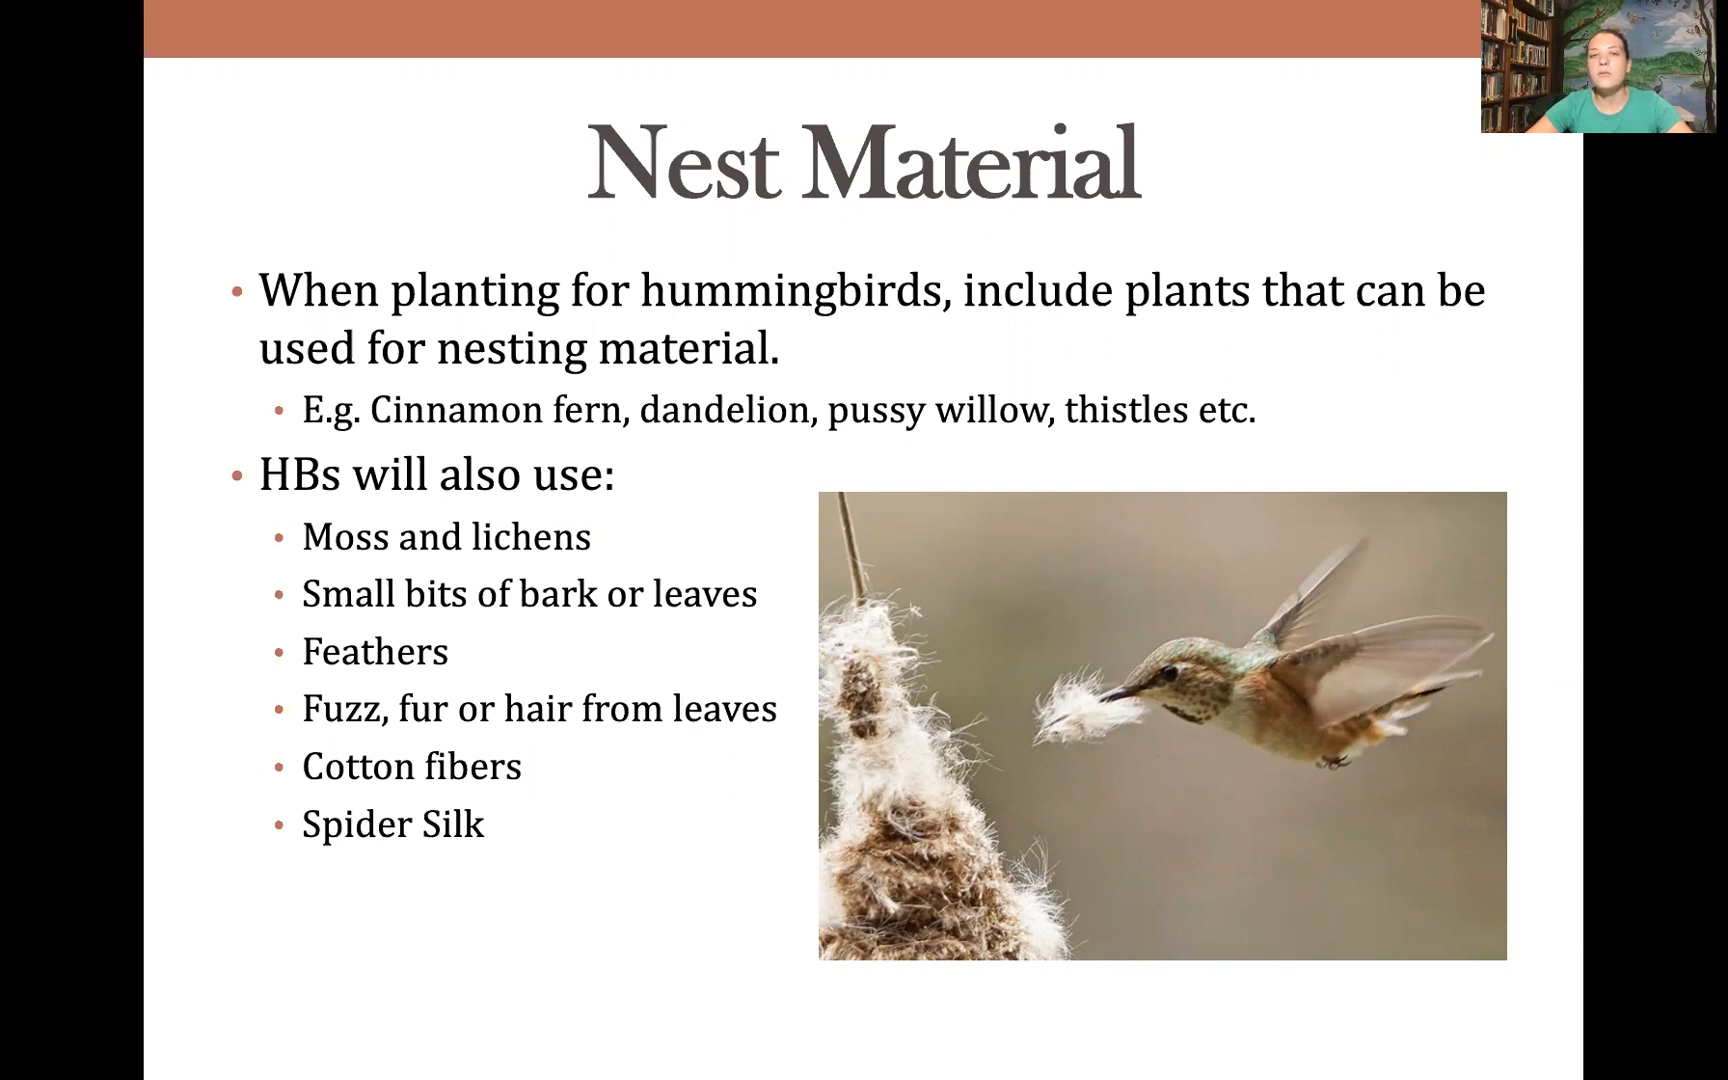 Nest Material
• When planting for hummingbirds, include plants that can be
used for nesting material.
• E.g. Cinnamon fern, dandelion, pussy willow, thistles etc.
• HBs will also use:
• Moss and lichens
• Small bits of bark or leaves
• Feathers
• Fuzz, fur or hair from leaves
• Cotton fibers
• Spider Silk